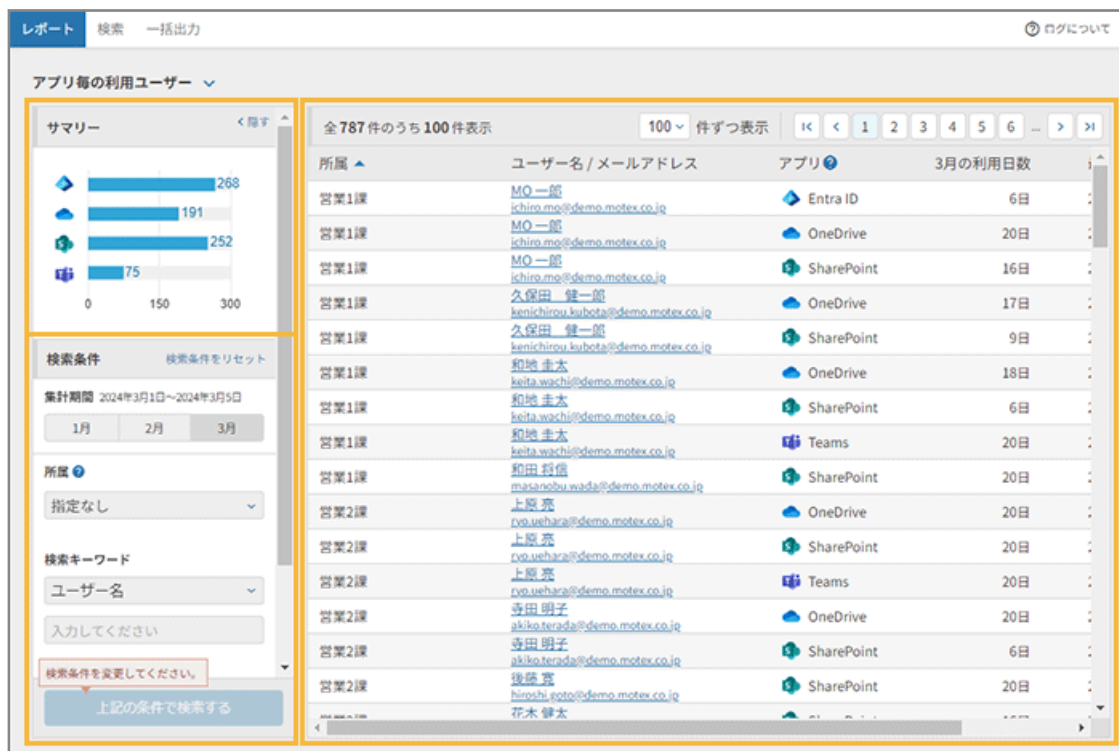 レポート 検索 一括出力 ログについて
アプリ毎の利用ユーザー
サマリー <隠す
268
191
252
75
0 150 300
検索条件 検索条件をリセット
集計期間 2024年3月1日～2024年3月5日
1月 2月 3月
所属
指定なし
検索キーワード
ユーザー名
入力してください
検索条件を変更してください。
上記の条件で検索する
全787件のうち100件表示 100 件ずつ表示 1 2 3 4 5 6 ...
所属 ユーザー名 / メールアドレス アプリ 3月の利用日数
営業1課 MO 一郎 ichiro.mo@demo.motex.co.jp Entra ID 6日
営業1課 MO 一郎 ichiro.mo@demo.motex.co.jp OneDrive 20日
営業1課 MO 一郎 ichiro.mo@demo.motex.co.jp SharePoint 16日
営業1課 久保田　健一郎 kenichirou.kubota@demo.motex.co.jp OneDrive 17日
営業1課 久保田　健一郎 kenichirou.kubota@demo.motex.co.jp SharePoint 9日
営業1課 和地 圭太 keita.wachi@demo.motex.co.jp OneDrive 18日
営業1課 和地 圭太 keita.wachi@demo.motex.co.jp SharePoint 6日
営業1課 和地 圭太 keita.wachi@demo.motex.co.jp Teams 20日
営業1課 和田 将信 masanobu.wada@demo.motex.co.jp SharePoint 20日
営業2課 上原 亮 ryo.uehara@demo.motex.co.jp OneDrive 20日
営業2課 上原 亮 ryo.uehara@demo.motex.co.jp SharePoint 20日
営業2課 上原 亮 ryo.uehara@demo.motex.co.jp Teams 20日
営業2課 寺田 明子 akiko.terada@demo.motex.co.jp OneDrive 20日
営業2課 寺田 明子 akiko.terada@demo.motex.co.jp SharePoint 6日
営業2課 後藤 寛 hiroshi.goto@demo.motex.co.jp SharePoint 20日
花木 健太